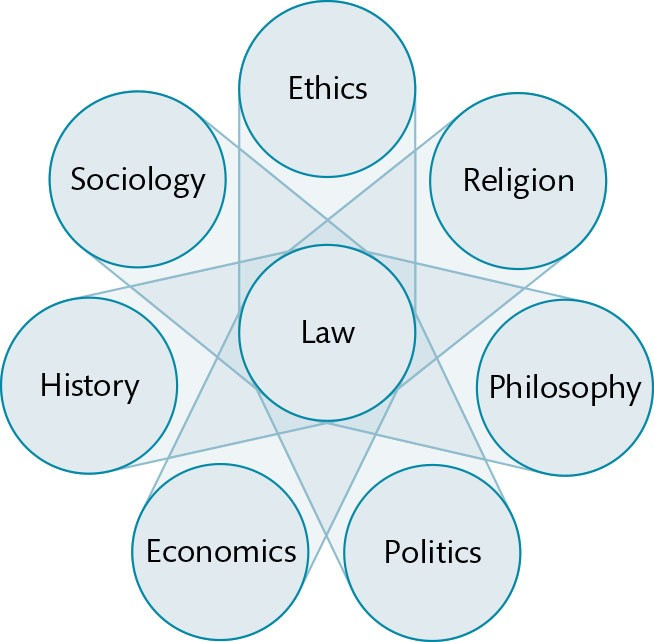 Ethics
Sociology
Religion
Law
History
Philosophy
Economics
Politics